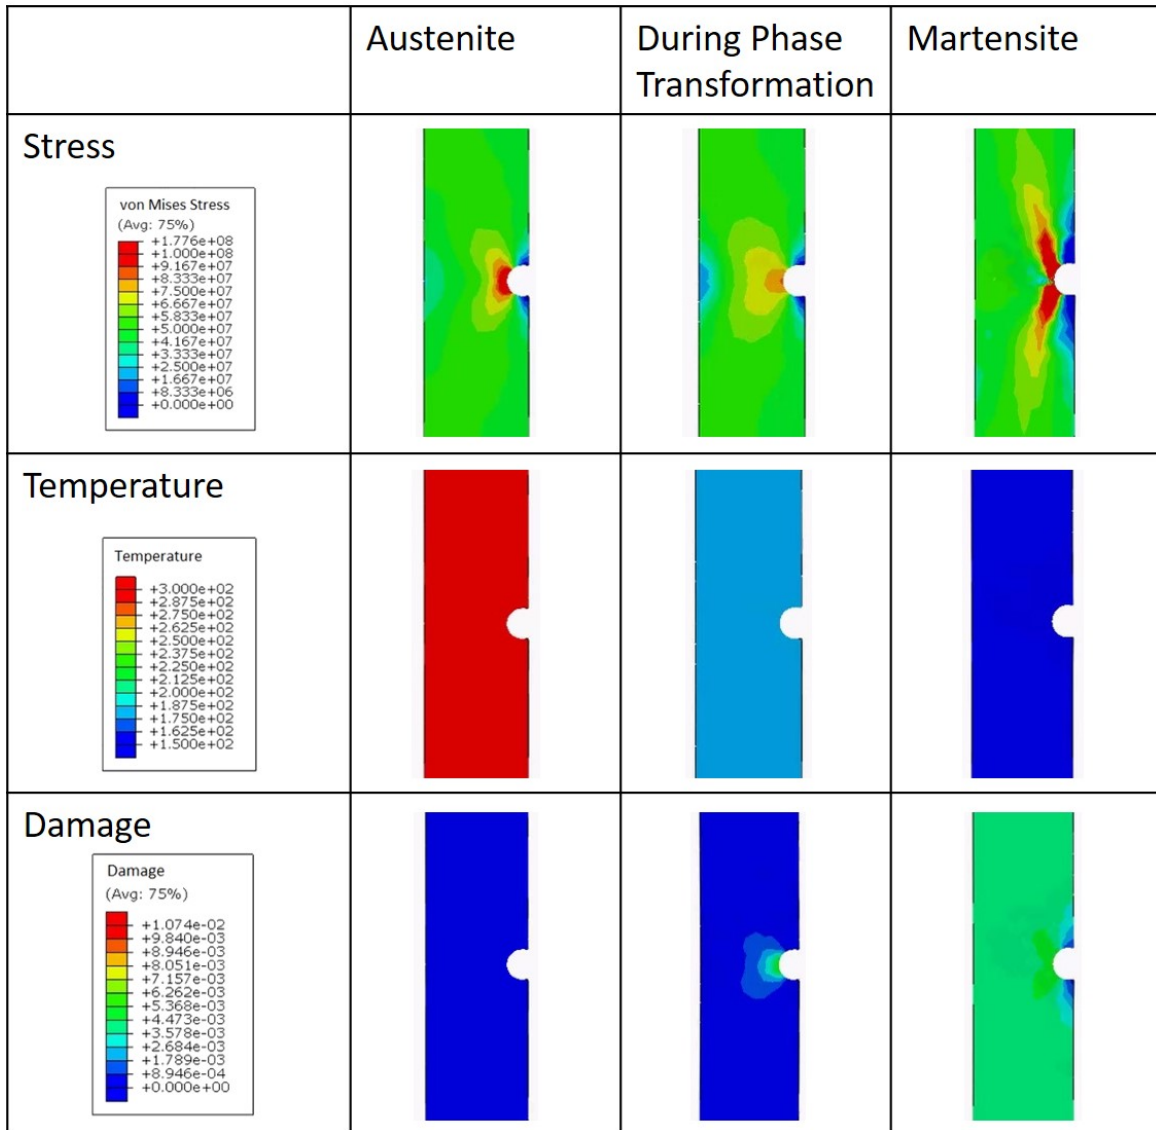 Austenite
During Phase
Transformation
Martensite
Stress
von Mises Stress
(Avg: 75%)
+1.776e+08
+1.000e+08
+9.167e+07
+8.333e+07
+7.500e+07
+6.667e+07
+5.833e+07
+5.000e+07
+4.167e+07
+3.333e+07
+2.500e+07
+1.667e+07
+8.333e+06
+0.000e+00
Temperature
Temperature
+3.000e+02
+2.875e+02
+2.750e+02
+2.625e+02
+2.500e+02
+2.375e+02
+2.250e+02
+2.125e+02
+2.000e+02
+1.875e+02
+1.750e+02
+1.625e+02
+1.500e+02
Damage
Damage
(Avg: 75%)
+1.074e-02
+9.840e-03
+8.946e-03
+8.051e-03
+7.157e-03
+6.262e-03
+5.368e-03
+4.473e-03
+3.578e-03
+2.684e-03
+1.789e-03
+8.946e-04
+0.000e+00